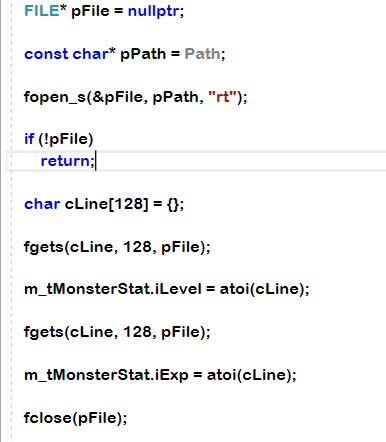 FILE* pFile = nullptr;
const char* pPath = Path;
fopen_s(&pFile, pPath, "rt");
if (!pFile)
return;
char cLine[128] = {};
fgets(cLine, 128, pFile);
m_tMonsterStat.iLevel = atoi(cLine);
fgets(cLine, 128, pFile);
m_tMonsterStat.iExp = atoi(cLine);
fclose(pFile);